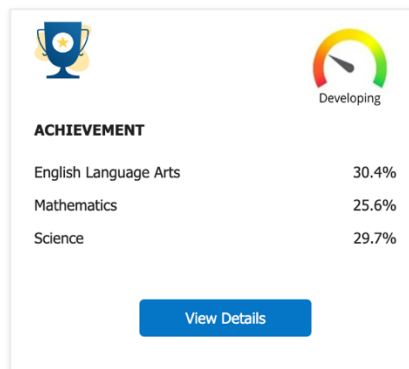 Developing
ACHIEVEMENT
English Language Arts 30.4%
Mathematics 25.6%
Science 29.7%
View Details